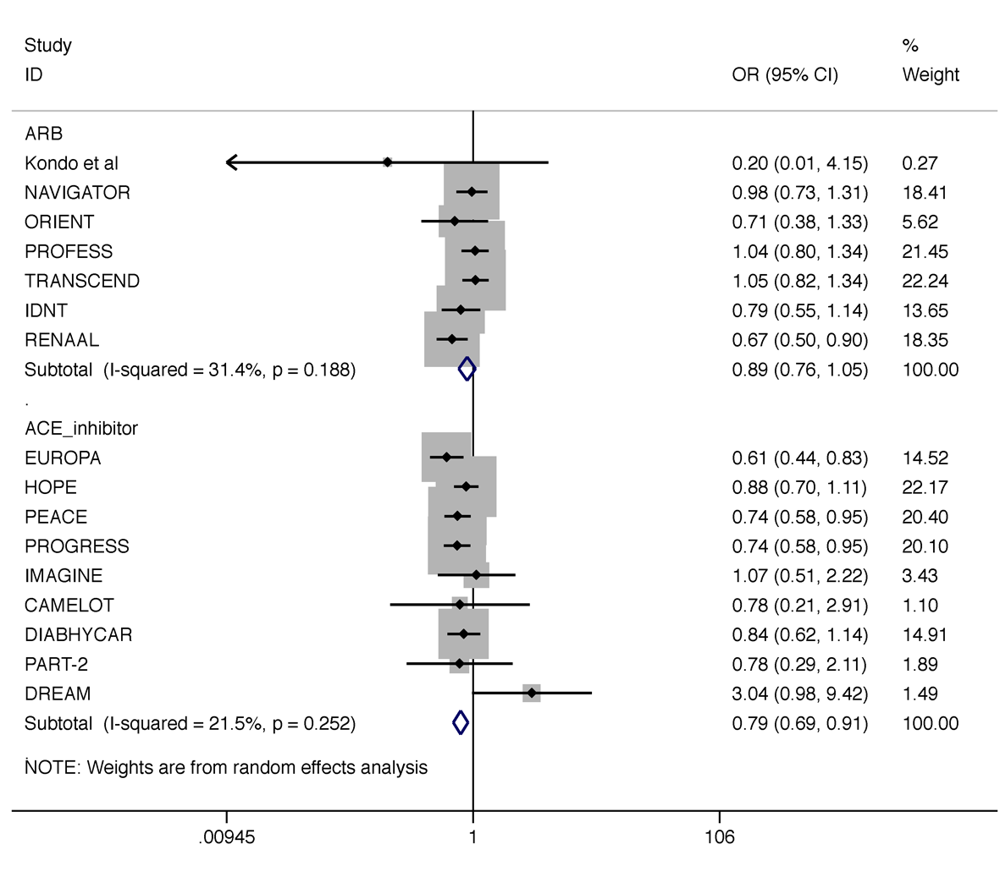 Study %
ID OR (95% CI) Weight
ARB
Kondo et al 0.20 (0.01, 4.15) 0.27
NAVIGATOR 0.98 (0.73, 1.31) 18.41
ORIENT 0.71 (0.38, 1.33) 5.62
PROFESS 1.04 (0.80, 1.34) 21.45
TRANSCEND 1.05 (0.82, 1.34) 22.24
IDNT 0.79 (0.55, 1.14) 13.65
RENAAL 0.67 (0.50, 0.90) 18.35
Subtotal (I-squared = 31.4%, p = 0.188) 0.89 (0.76, 1.05) 100.00
.
ACE_inhibitor
EUROPA 0.61 (0.44, 0.83) 14.52
HOPE 0.88 (0.70, 1.11) 22.17
PEACE 0.74 (0.58, 0.95) 20.40
PROGRESS 0.74 (0.58, 0.95) 20.10
IMAGINE 1.07 (0.51, 2.22) 3.43
CAMELOT 0.78 (0.21, 2.91) 1.10
DIABHYCAR 0.84 (0.62, 1.14) 14.91
PART-2 0.78 (0.29, 2.11) 1.89
DREAM 3.04 (0.98, 9.42) 1.49
Subtotal (I-squared = 21.5%, p = 0.252) 0.79 (0.69, 0.91) 100.00
.
NOTE: Weights are from random effects analysis
.00945 1 106